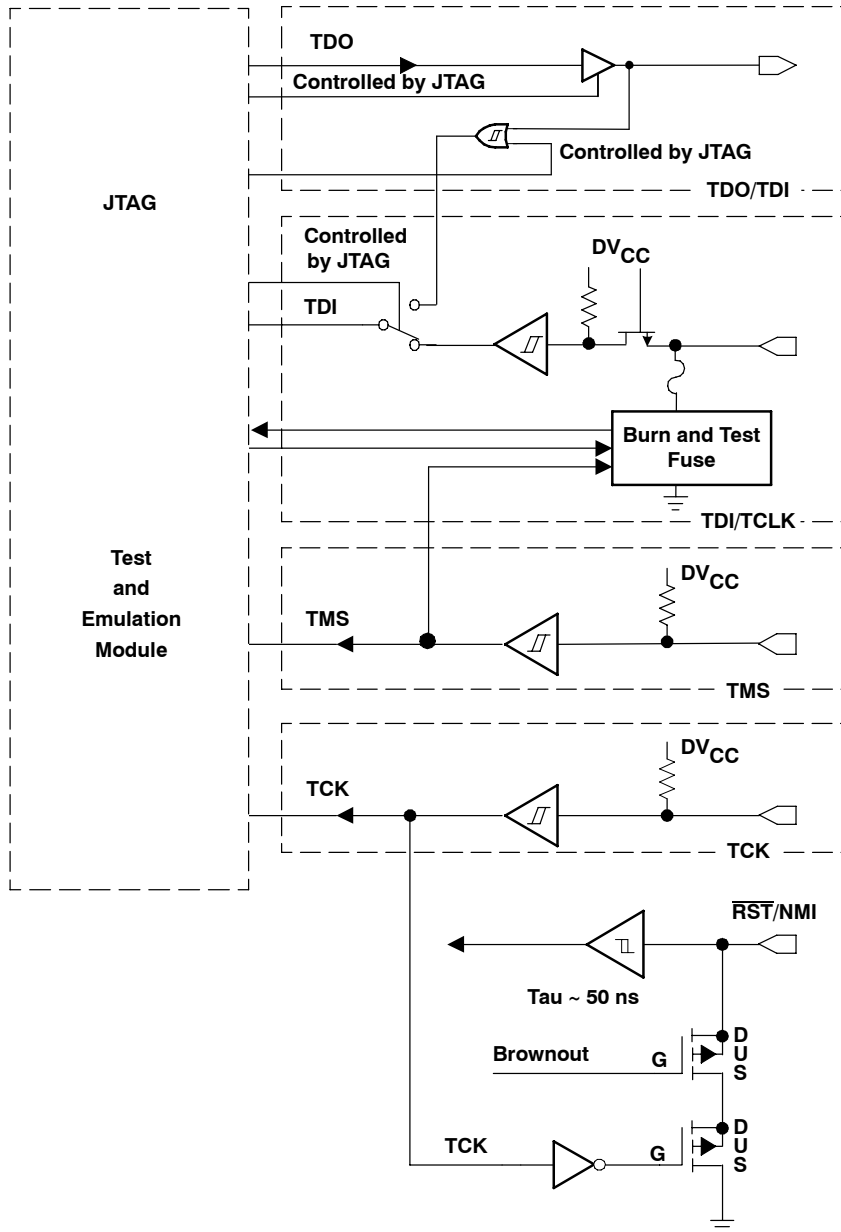 TDO
Controlled by JTAG
Controlled by JTAG
TDO/TDI
JTAG
Controlled
by JTAG
TDI
DVCC
Burn and Test
Fuse
TDI/TCLK
Test
and
Emulation
Module
TMS
DVCC
TMS
TCK
DVCC
TCK
RST/NMI
Tau ~ 50 ns
Brownout
G
D
U
S
TCK
G
D
U
S